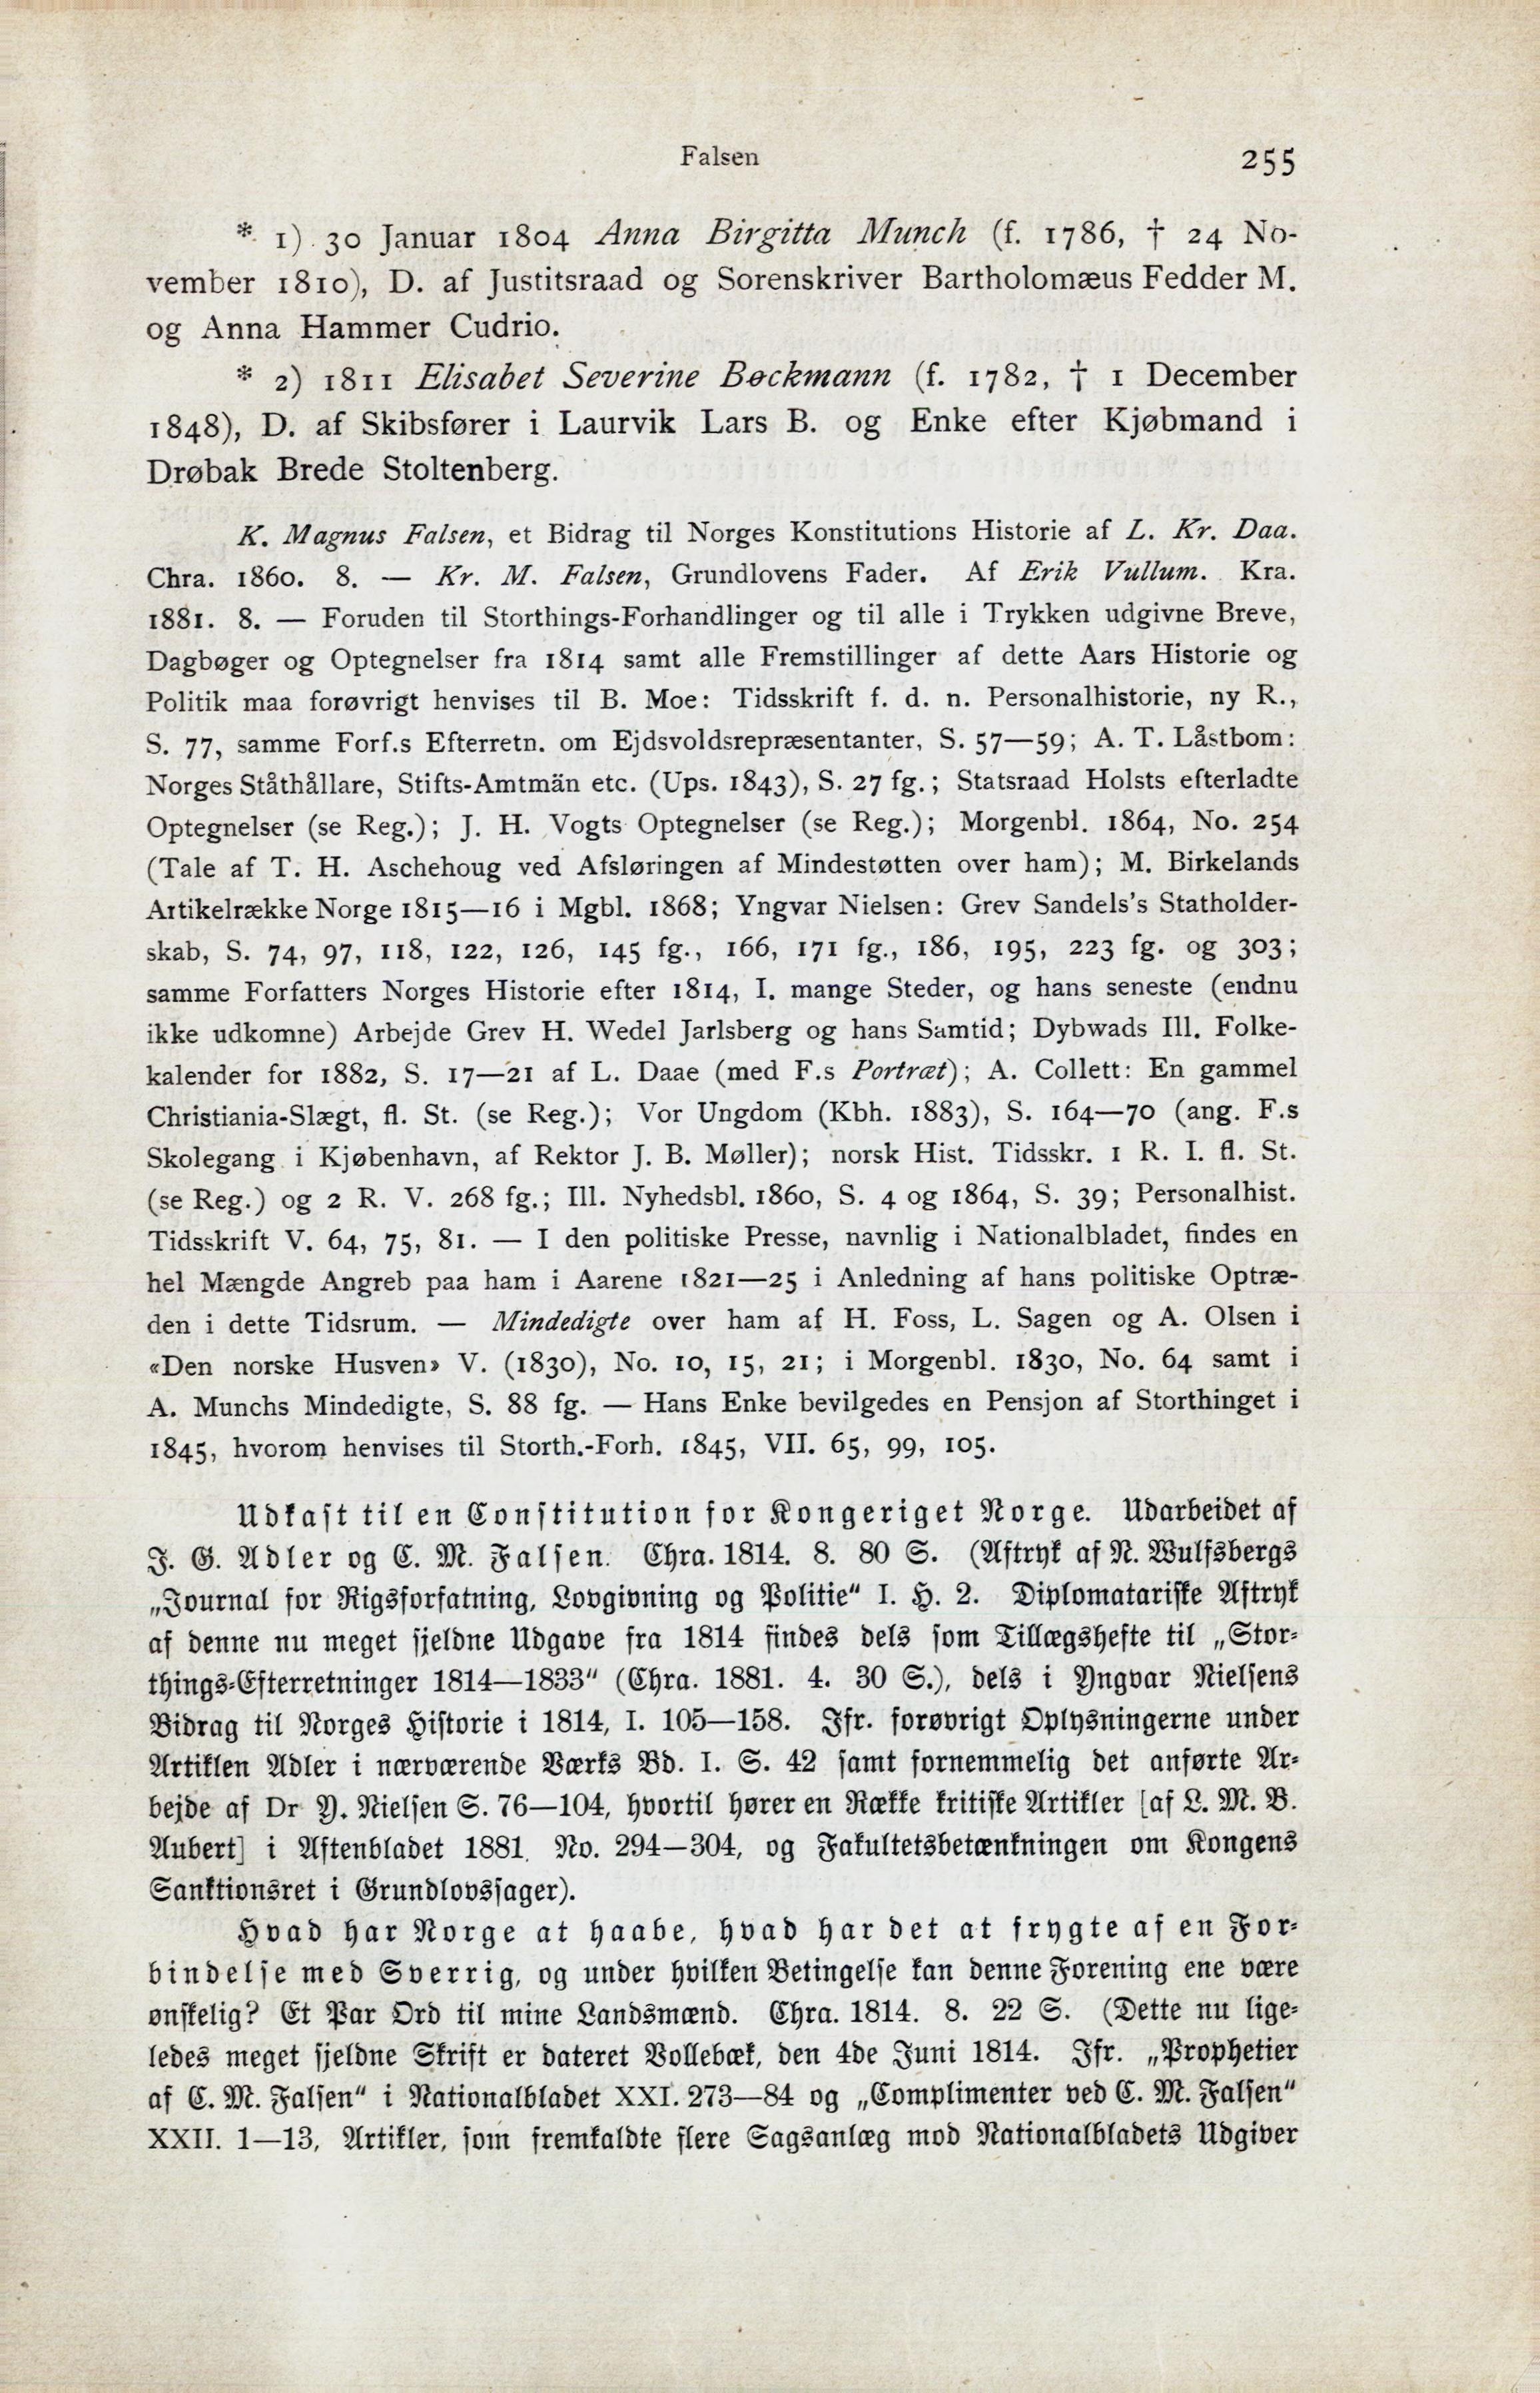 Falsen 255
* 1) 30 Januar 1804 Anna Birgitta Munch (f. 1786, † 24 No-
vember 1810), D. af Justitsraad og Sorenskriver Bartholomæus Fedder M.
og Anna Hammer Cudrio.
* 2) 1811 Elisabet Severine Bøckmann (f. 1782, † 1 December
1848), D. af Skibsfører i Laurvik Lars B. og Enke efter Kjøbmand i
Drøbak Brede Stoltenberg.
K. Magnus Falsen, et Bidrag til Norges Konstitutions Historie af L. Kr. Daa.
Chra. 1860. 8. — Kr. M. Falsen, Grundlovens Fader. Af Erik Vullum. Kra.
1881. 8. — Foruden til Storthings-Forhandlinger og til alle i Trykken udgivne Breve,
Dagbøger og Optegnelser fra 1814 samt alle Fremstillinger af dette Aars Historie og
Politik maa forøvrigt henvises til B. Moe: Tidsskrift f. d. n. Personalhistorie, ny R.,
S. 77, samme Forf.s Efterretn. om Ejdsvoldsrepræsentanter, S. 57—59; A. T. Låstbom:
Norges Ståthållare, Stifts-Amtmän etc. (Ups. 1843), S. 27 fg.; Statsraad Holsts efterladte
Optegnelser (se Reg.); J. H. Vogts Optegnelser (se Reg.); Morgenbl. 1864, No. 254
(Tale af T. H. Aschehoug ved Afsløringen af Mindestøtten over ham); M. Birkelands
Artikelrække Norge 1815—16 i Mgbl. 1868; Yngvar Nielsen: Grev Sandels's Statholder-
skab, S. 74, 97, 118, 122, 126, 145 fg., 166, 171 fg., 186, 195, 223 fg. og 303;
samme Forfatters Norges Historie efter 1814, I. mange Steder, og hans seneste (endnu
ikke udkomne) Arbejde Grev H. Wedel Jarlsberg og hans Samtid; Dybwads Ill. Folke-
kalender for 1882, S. 17—21 af L. Daae (med F.s Portræt); A. Collett: En gammel
Christiania-Slægt, fl. St. (se Reg.); Vor Ungdom (Kbh. 1883), S. 164—70 (ang. F.s
Skolegang i Kjøbenhavn, af Rektor J. B. Møller); norsk Hist. Tidsskr. 1 R. I. fl. St.
(se Reg.) og 2 R. V. 268 fg.; Ill. Nyhedsbl. 1860, S. 4 og 1864, S. 39; Personalhist.
Tidsskrift V. 64, 75, 81. — I den politiske Presse, navnlig i Nationalbladet, findes en
hel Mængde Angreb paa ham i Aarene 1821—25 i Anledning af hans politiske Optræ-
den i dette Tidsrum. — Mindedigte over ham af H. Foss, L. Sagen og A. Olsen i
«Den norske Husven» V. (1830), No. 10, 15, 21; i Morgenbl. 1830, No. 64 samt i
A. Munchs Mindedigte, S. 88 fg. — Hans Enke bevilgedes en Pensjon af Storthinget i
1845, hvorom henvises til Storth.-Forh. 1845, VII. 65, 99, 105.
Udkast til en Constitution for Kongeriget Norge. Udarbeidet af
J. G. Adler og C. M. Falsen. Chra. 1814. 8. 80 S. (Aftryk af N. Wulfsbergs
„Journal for Rigsforfatning, Lovgivning og Politie“ I. H. 2. Diplomatariske Aftryk
af denne nu meget sjeldne Udgave fra 1814 findes dels som Tillægshefte til „Stor-
things-Efterretninger 1814—1833“ (Chra. 1881. 4. 30 S.), dels i Yngvar Nielsens
Bidrag til Norges Historie i 1814, I. 105—158. Jfr. forøvrigt Oplysningerne under
Artiklen Adler i nærværende Værks Bd. I. S. 42 samt fornemmelig det anførte Ar-
bejde af Dr Y. Nielsen S. 76—104, hvortil hører en Række kritiske Artikler [af L. M. B.
Aubert] i Aftenbladet 1881, No. 294—304, og Fakultetsbetænkningen om Kongens
Sanktionsret i Grundlovssager).
Hvad har Norge at haabe, hvad har det at frygte af en For-
bindelse med Sverrig, og under hvilken Betingelse kan denne Forening ene være
ønskelig? Et Par Ord til mine Landsmænd. Chra. 1814. 8. 22 S. (Dette nu lige-
ledes meget sjeldne Skrift er dateret Vollebæk, den 4de Juni 1814. Jfr. „Prophetier
af C. M. Falsen“ i Nationalbladet XXI. 273—84 og „Complimenter ved C. M. Falsen“
XXII. 1—13, Artikler, som fremkaldte flere Sagsanlæg mod Nationalbladets Udgiver